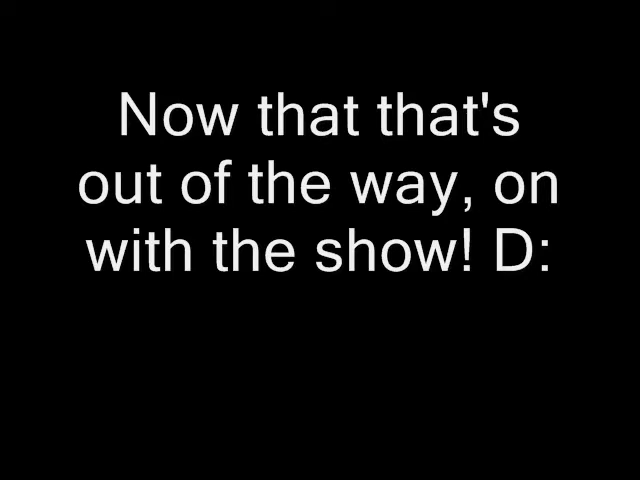 Now that that's
out of the way, on
with the show! D: